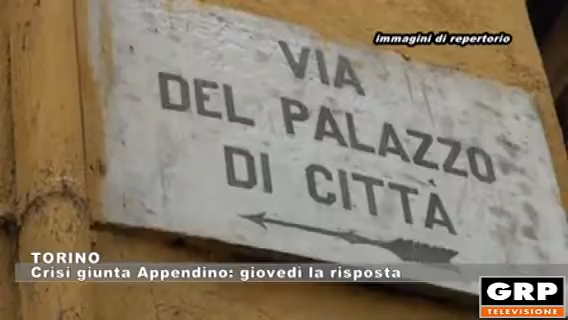 immagini di repertorio
VIA
DEL PALAZZO
DI CITTÀ
TORINO
Crisi giunta Appendino: giovedì la risposta
GRP
TELEVISIONE